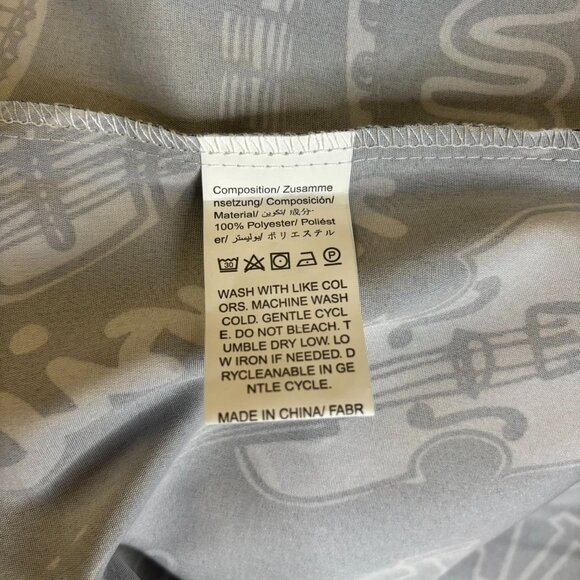 Composition/ Zusamme
nsetzung/ Composición/
Material/ تكوين/ 成分
100% Polyester/ Poliést
er/ بوليستر/ ポリエステル
30 P
WASH WITH LIKE COL
ORS. MACHINE WASH
COLD. GENTLE CYCL
E. DO NOT BLEACH. T
UMBLE DRY LOW. LO
W IRON IF NEEDED. D
RYCLEANABLE IN GE
NTLE CYCLE.
MADE IN CHINA/ FABR